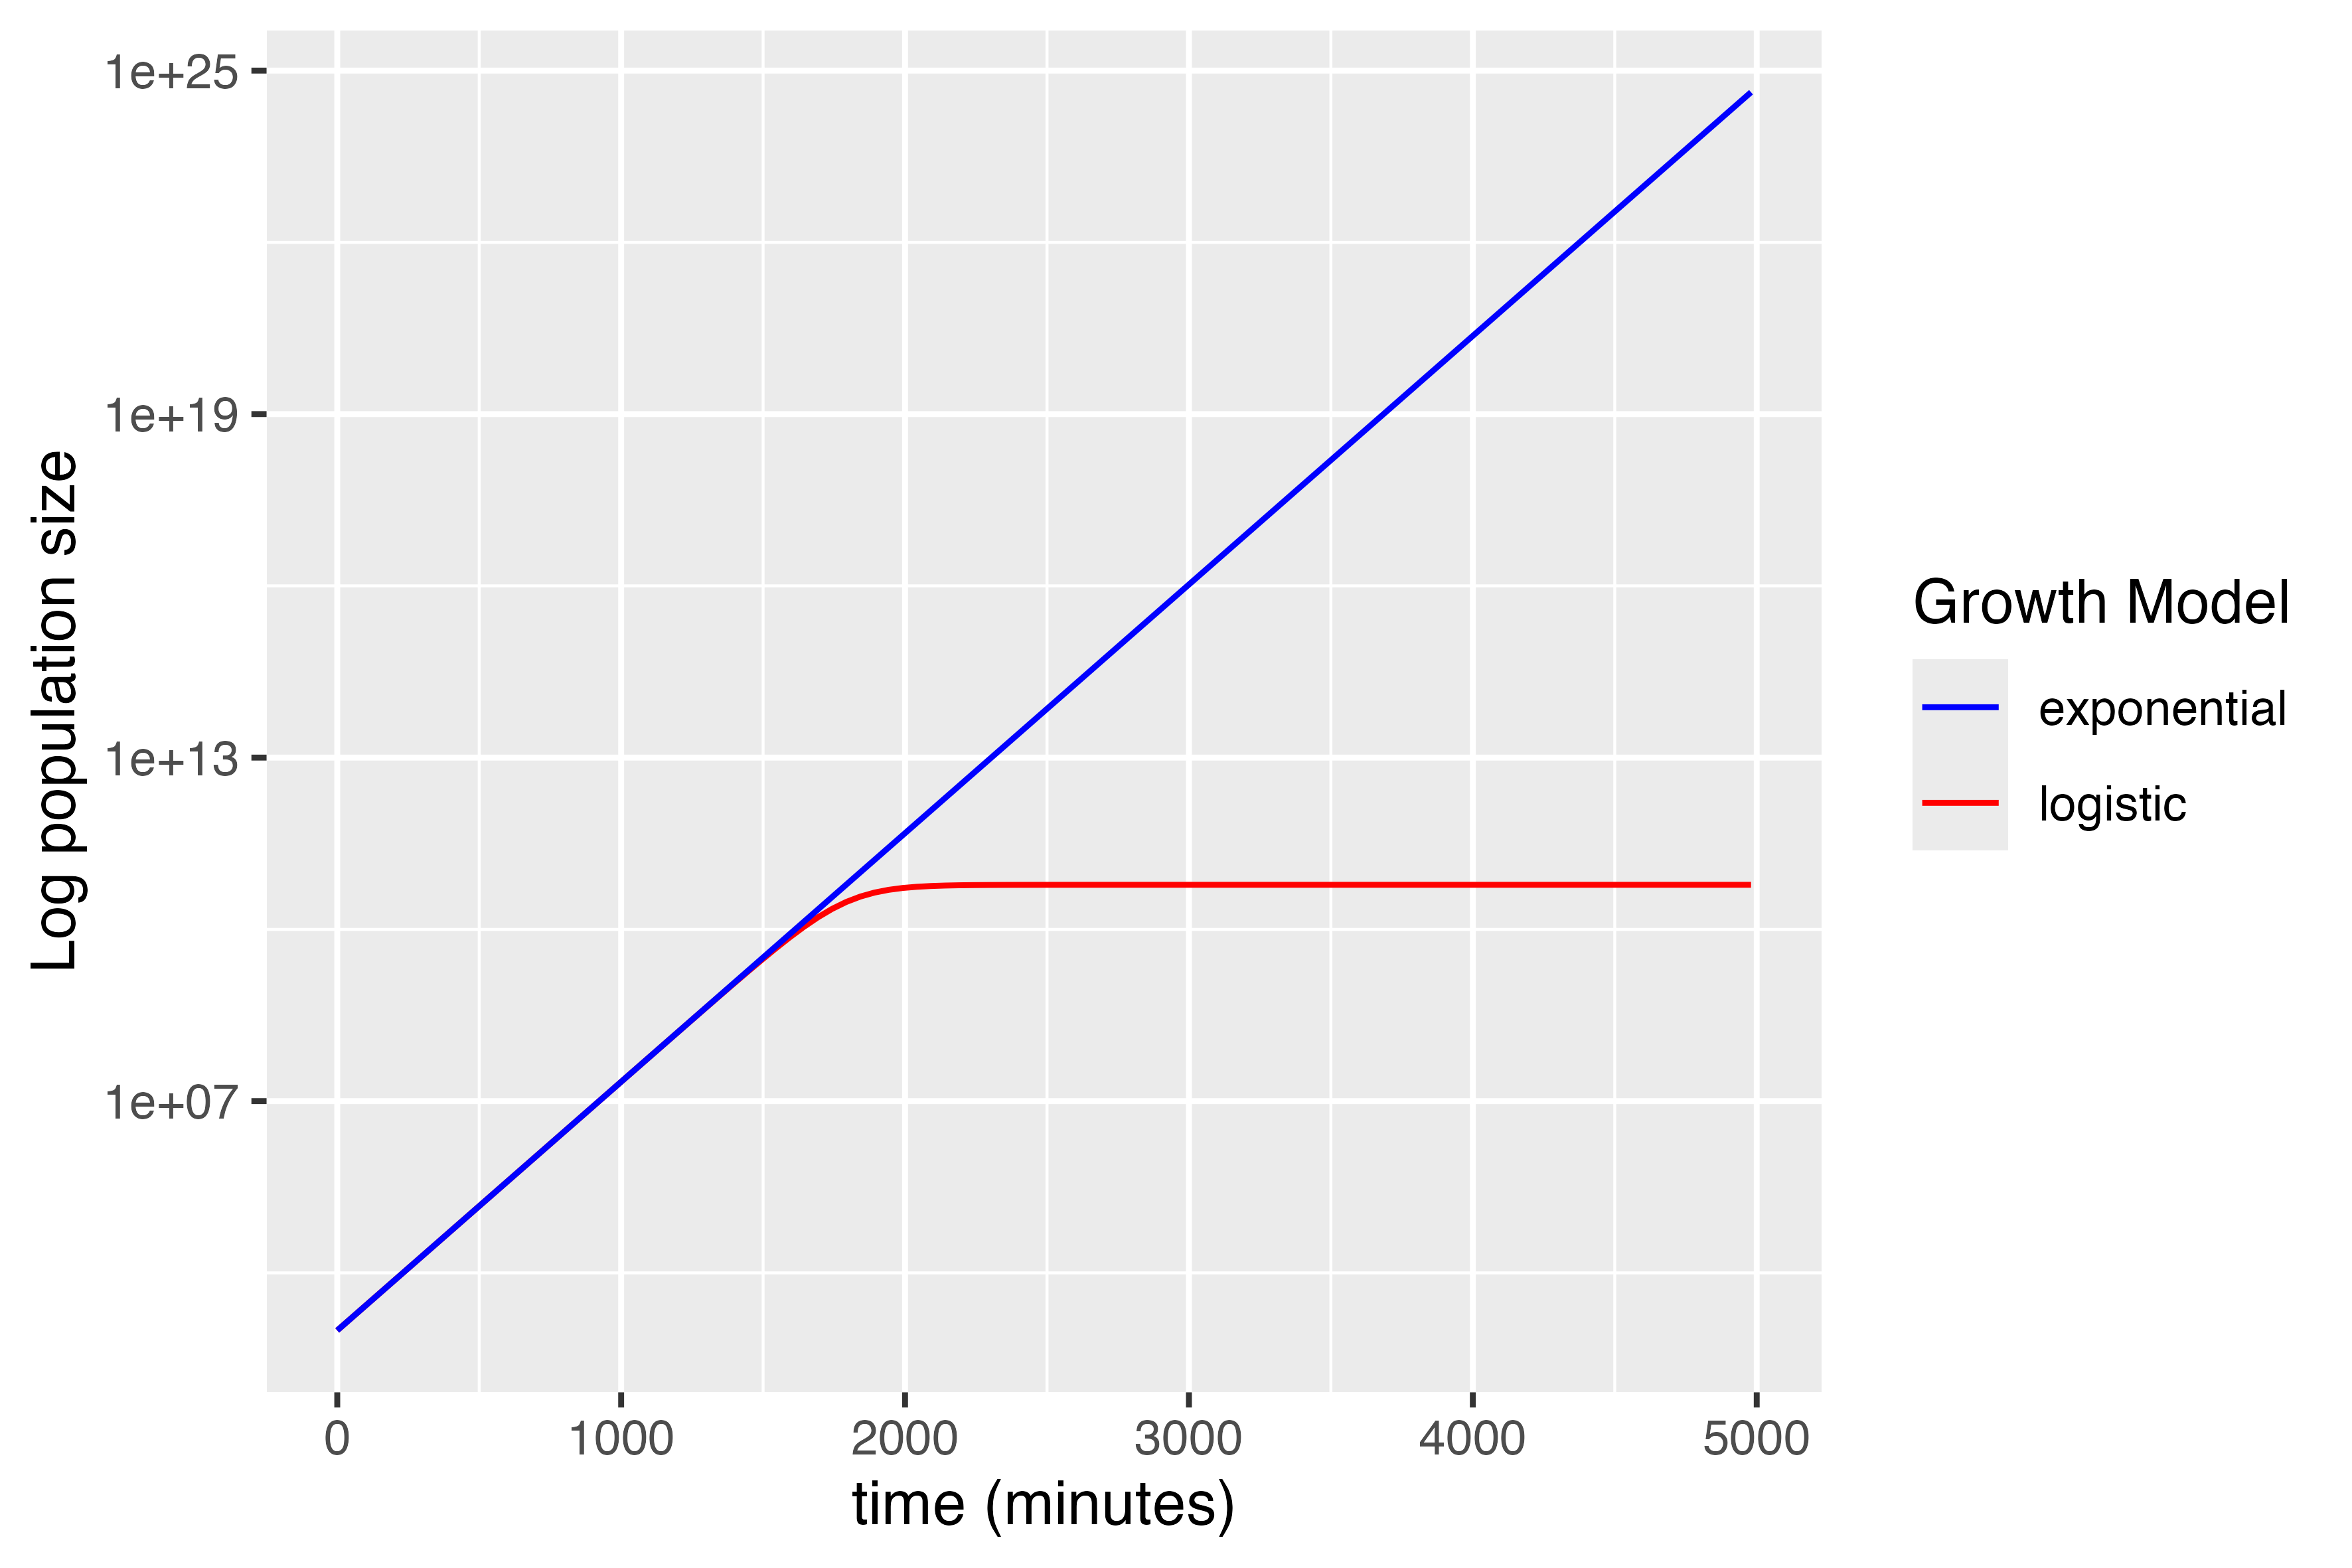 Log population size
1e+25
1e+19
1e+13
1e+07
0 1000 2000 3000 4000 5000
time (minutes)
Growth Model
exponential
logistic